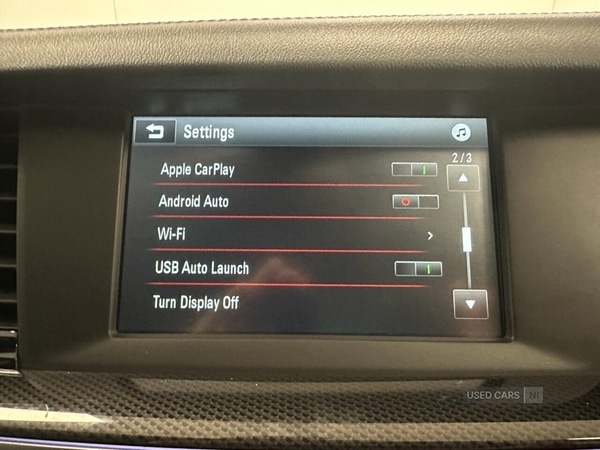 Settings
2/3
Apple CarPlay
Android Auto
Wi-Fi
USB Auto Launch
Turn Display Off
USED CARS NI